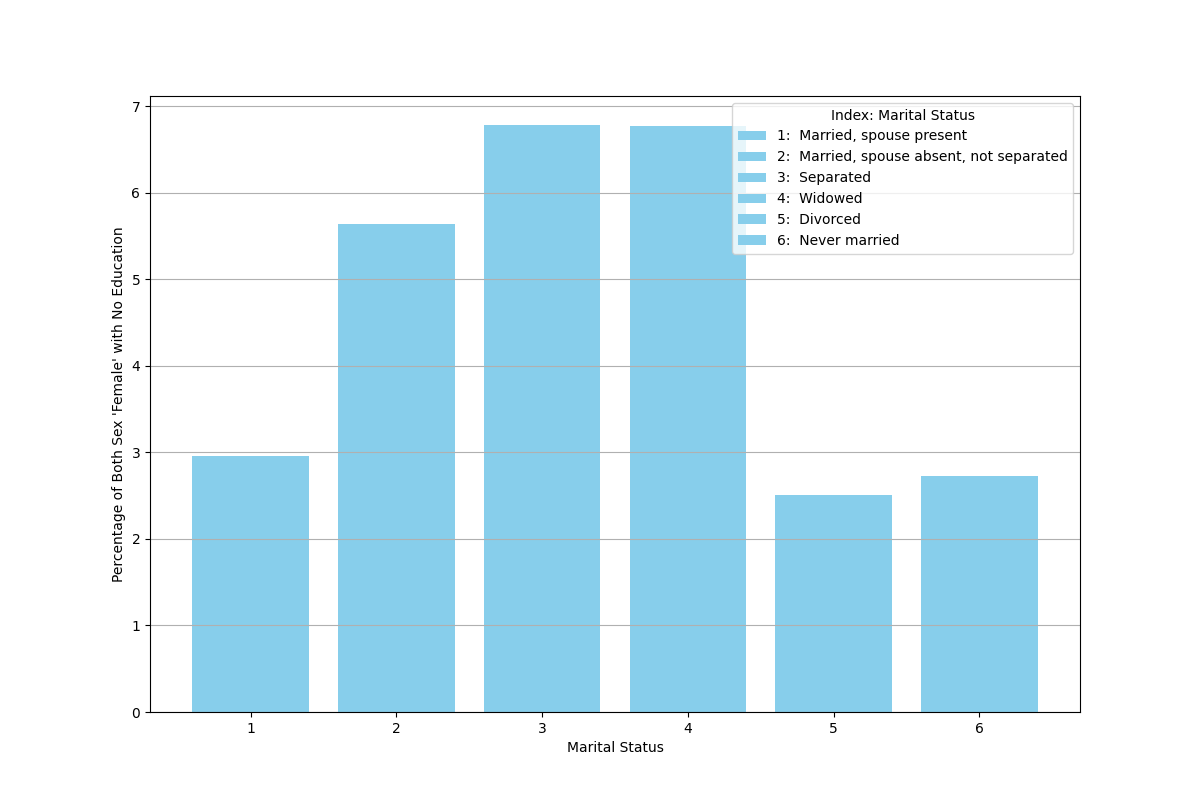 7
6
5
4
3
2
1
0
Percentage of Both Sex 'Female' with No Education
Index: Marital Status
1:  Married, spouse present
2:  Married, spouse absent, not separated
3:  Separated
4:  Widowed
5:  Divorced
6:  Never married
1 2 3 4 5 6
Marital Status